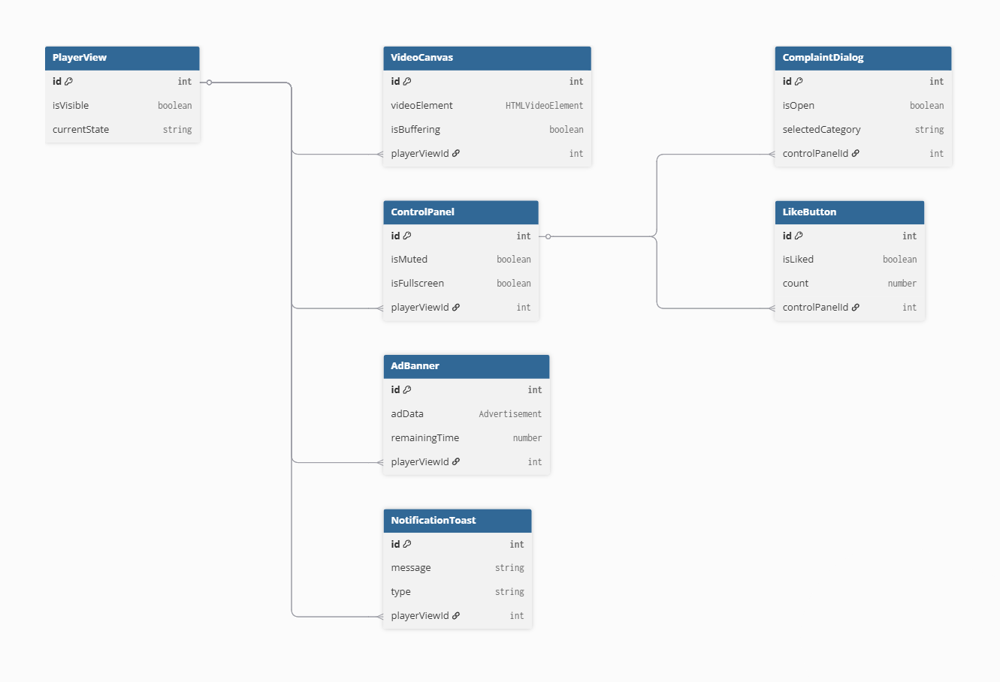 PlayerView
id int
isVisible boolean
currentState string
VideoCanvas
id int
videoElement HTMLVideoElement
isBuffering boolean
playerViewId int
ControlPanel
id int
isMuted boolean
isFullscreen boolean
playerViewId int
AdBanner
id int
adData Advertisement
remainingTime number
playerViewId int
NotificationToast
id int
message string
type string
playerViewId int
ComplaintDialog
id int
isOpen boolean
selectedCategory string
controlPanelId int
LikeButton
id int
isLiked boolean
count number
controlPanelId int